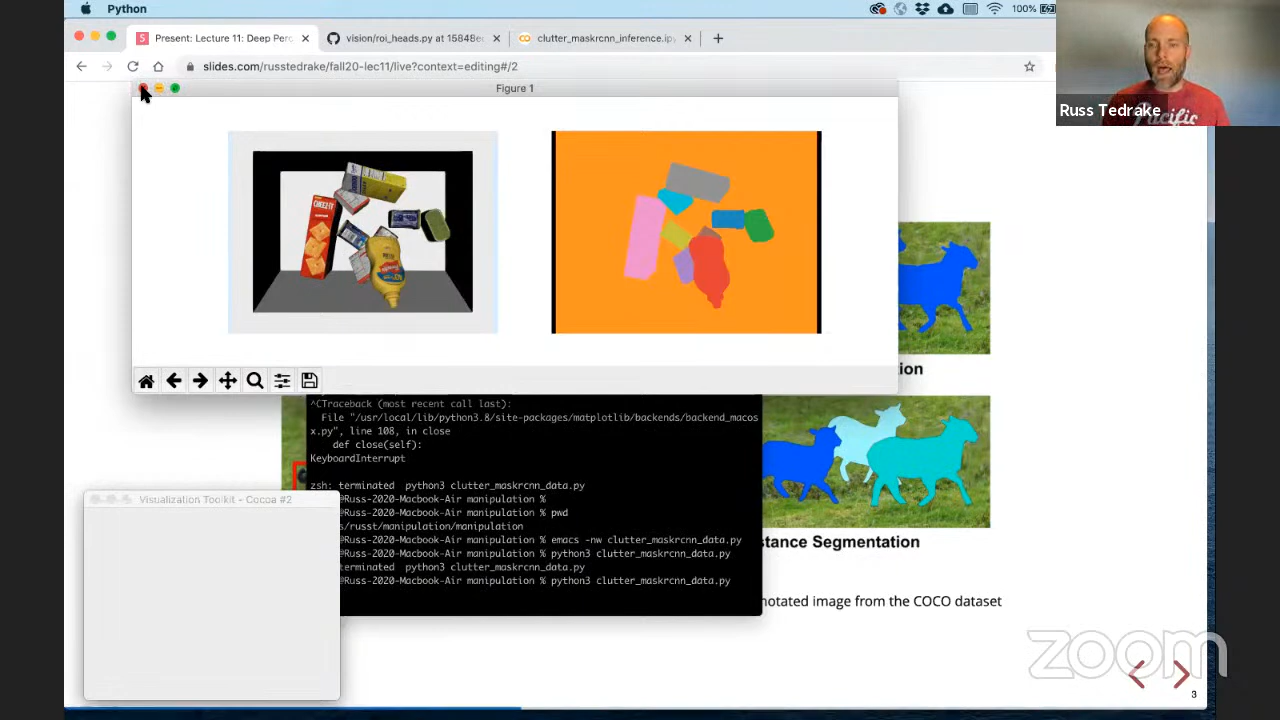 Python
100%
Present: Lecture 11: Deep Perc
vision/roi_heads.py at 15848ec
clutter_maskrcnn_inference.ipy
slides.com/russtedrake/fall20-lec11/live?context=editing#/2
Russ Tedrake
Pacific
Figure 1
CHEEZ-IT
ion
^CTraceback (most recent call last):
File "/usr/local/lib/python3.8/site-packages/matplotlib/backends/backend_macos
x.py", line 108, in close
def close(self):
KeyboardInterrupt
zsh: terminated python3 clutter_maskrcnn_data.py
@Russ-2020-Macbook-Air manipulation %
@Russ-2020-Macbook-Air manipulation % pwd
s/russt/manipulation/manipulation
@Russ-2020-Macbook-Air manipulation % emacs -nw clutter_maskrcnn_data.py
@Russ-2020-Macbook-Air manipulation % python3 clutter_maskrcnn_data.py
terminated python3 clutter_maskrcnn_data.py
@Russ-2020-Macbook-Air manipulation % python3 clutter_maskrcnn_data.py
Visualization Toolkit - Cocoa #2
stance Segmentation
notated image from the COCO dataset
zoom
3